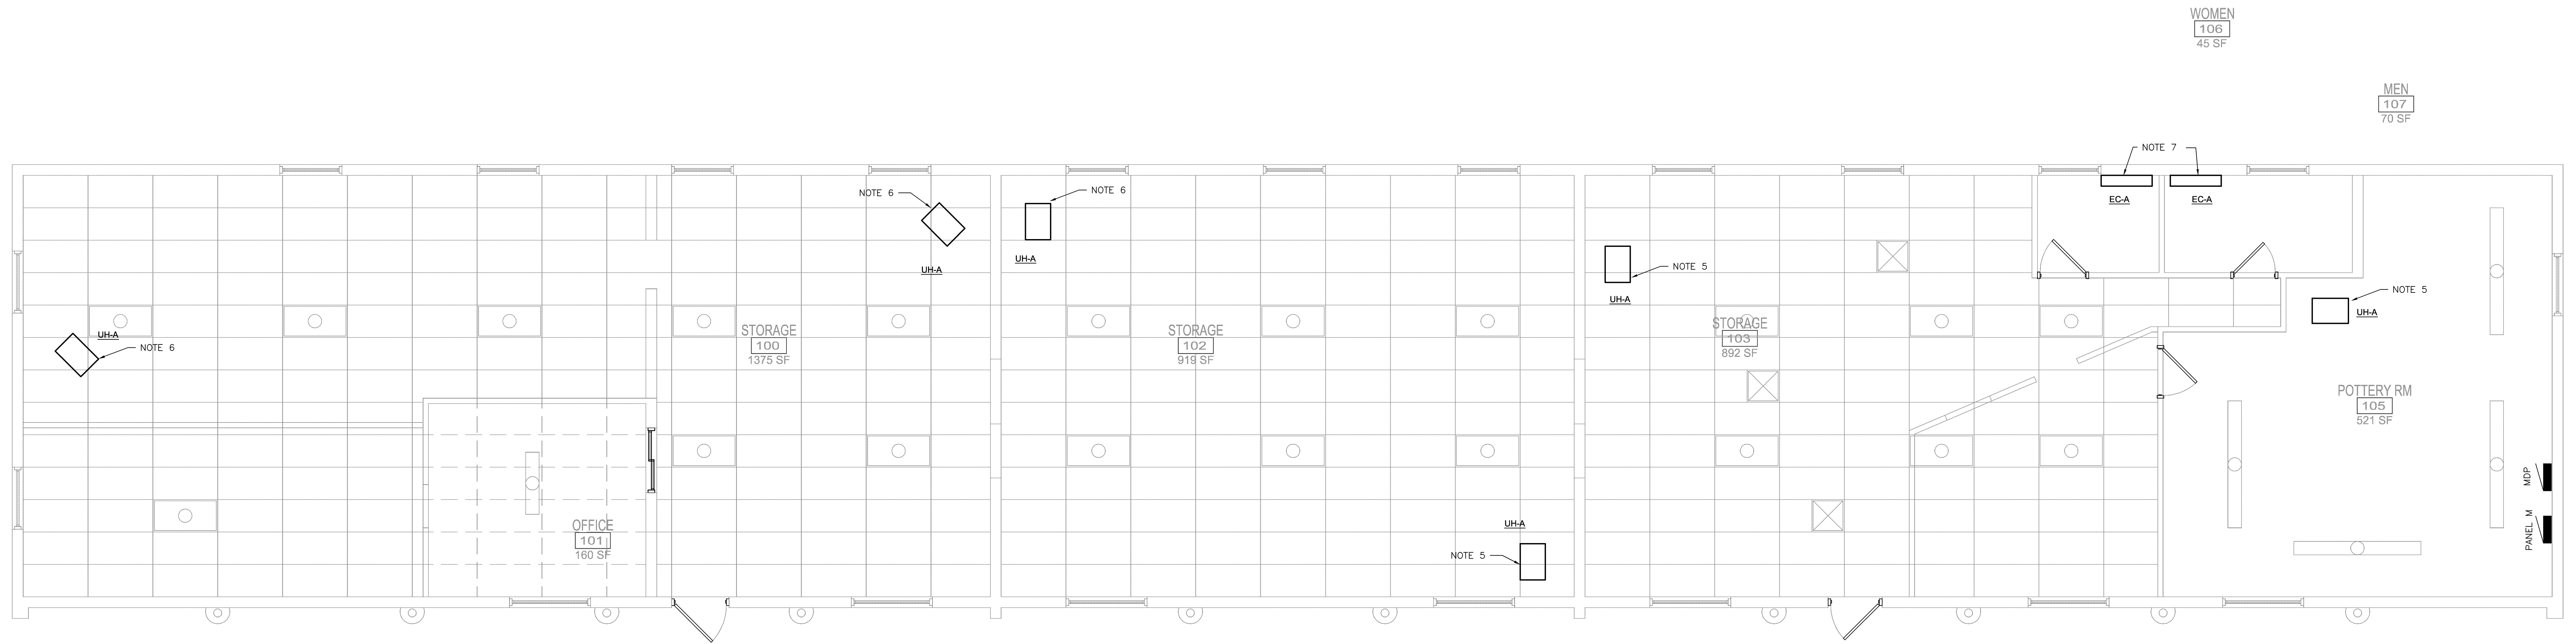 WOMEN
106
45 SF
MEN
107
70 SF
NOTE 7
NOTE 6
NOTE 6
EC-A
EC-A
UH-A
UH-A
NOTE 5
UH-A
NOTE 5
UH-A
UH-A
NOTE 6
STORAGE
100
1375 SF
STORAGE
102
919 SF
STORAGE
103
892 SF
POTTERY RM
105
521 SF
MDP
PANEL M
OFFICE
101
160 SF
UH-A
NOTE 5